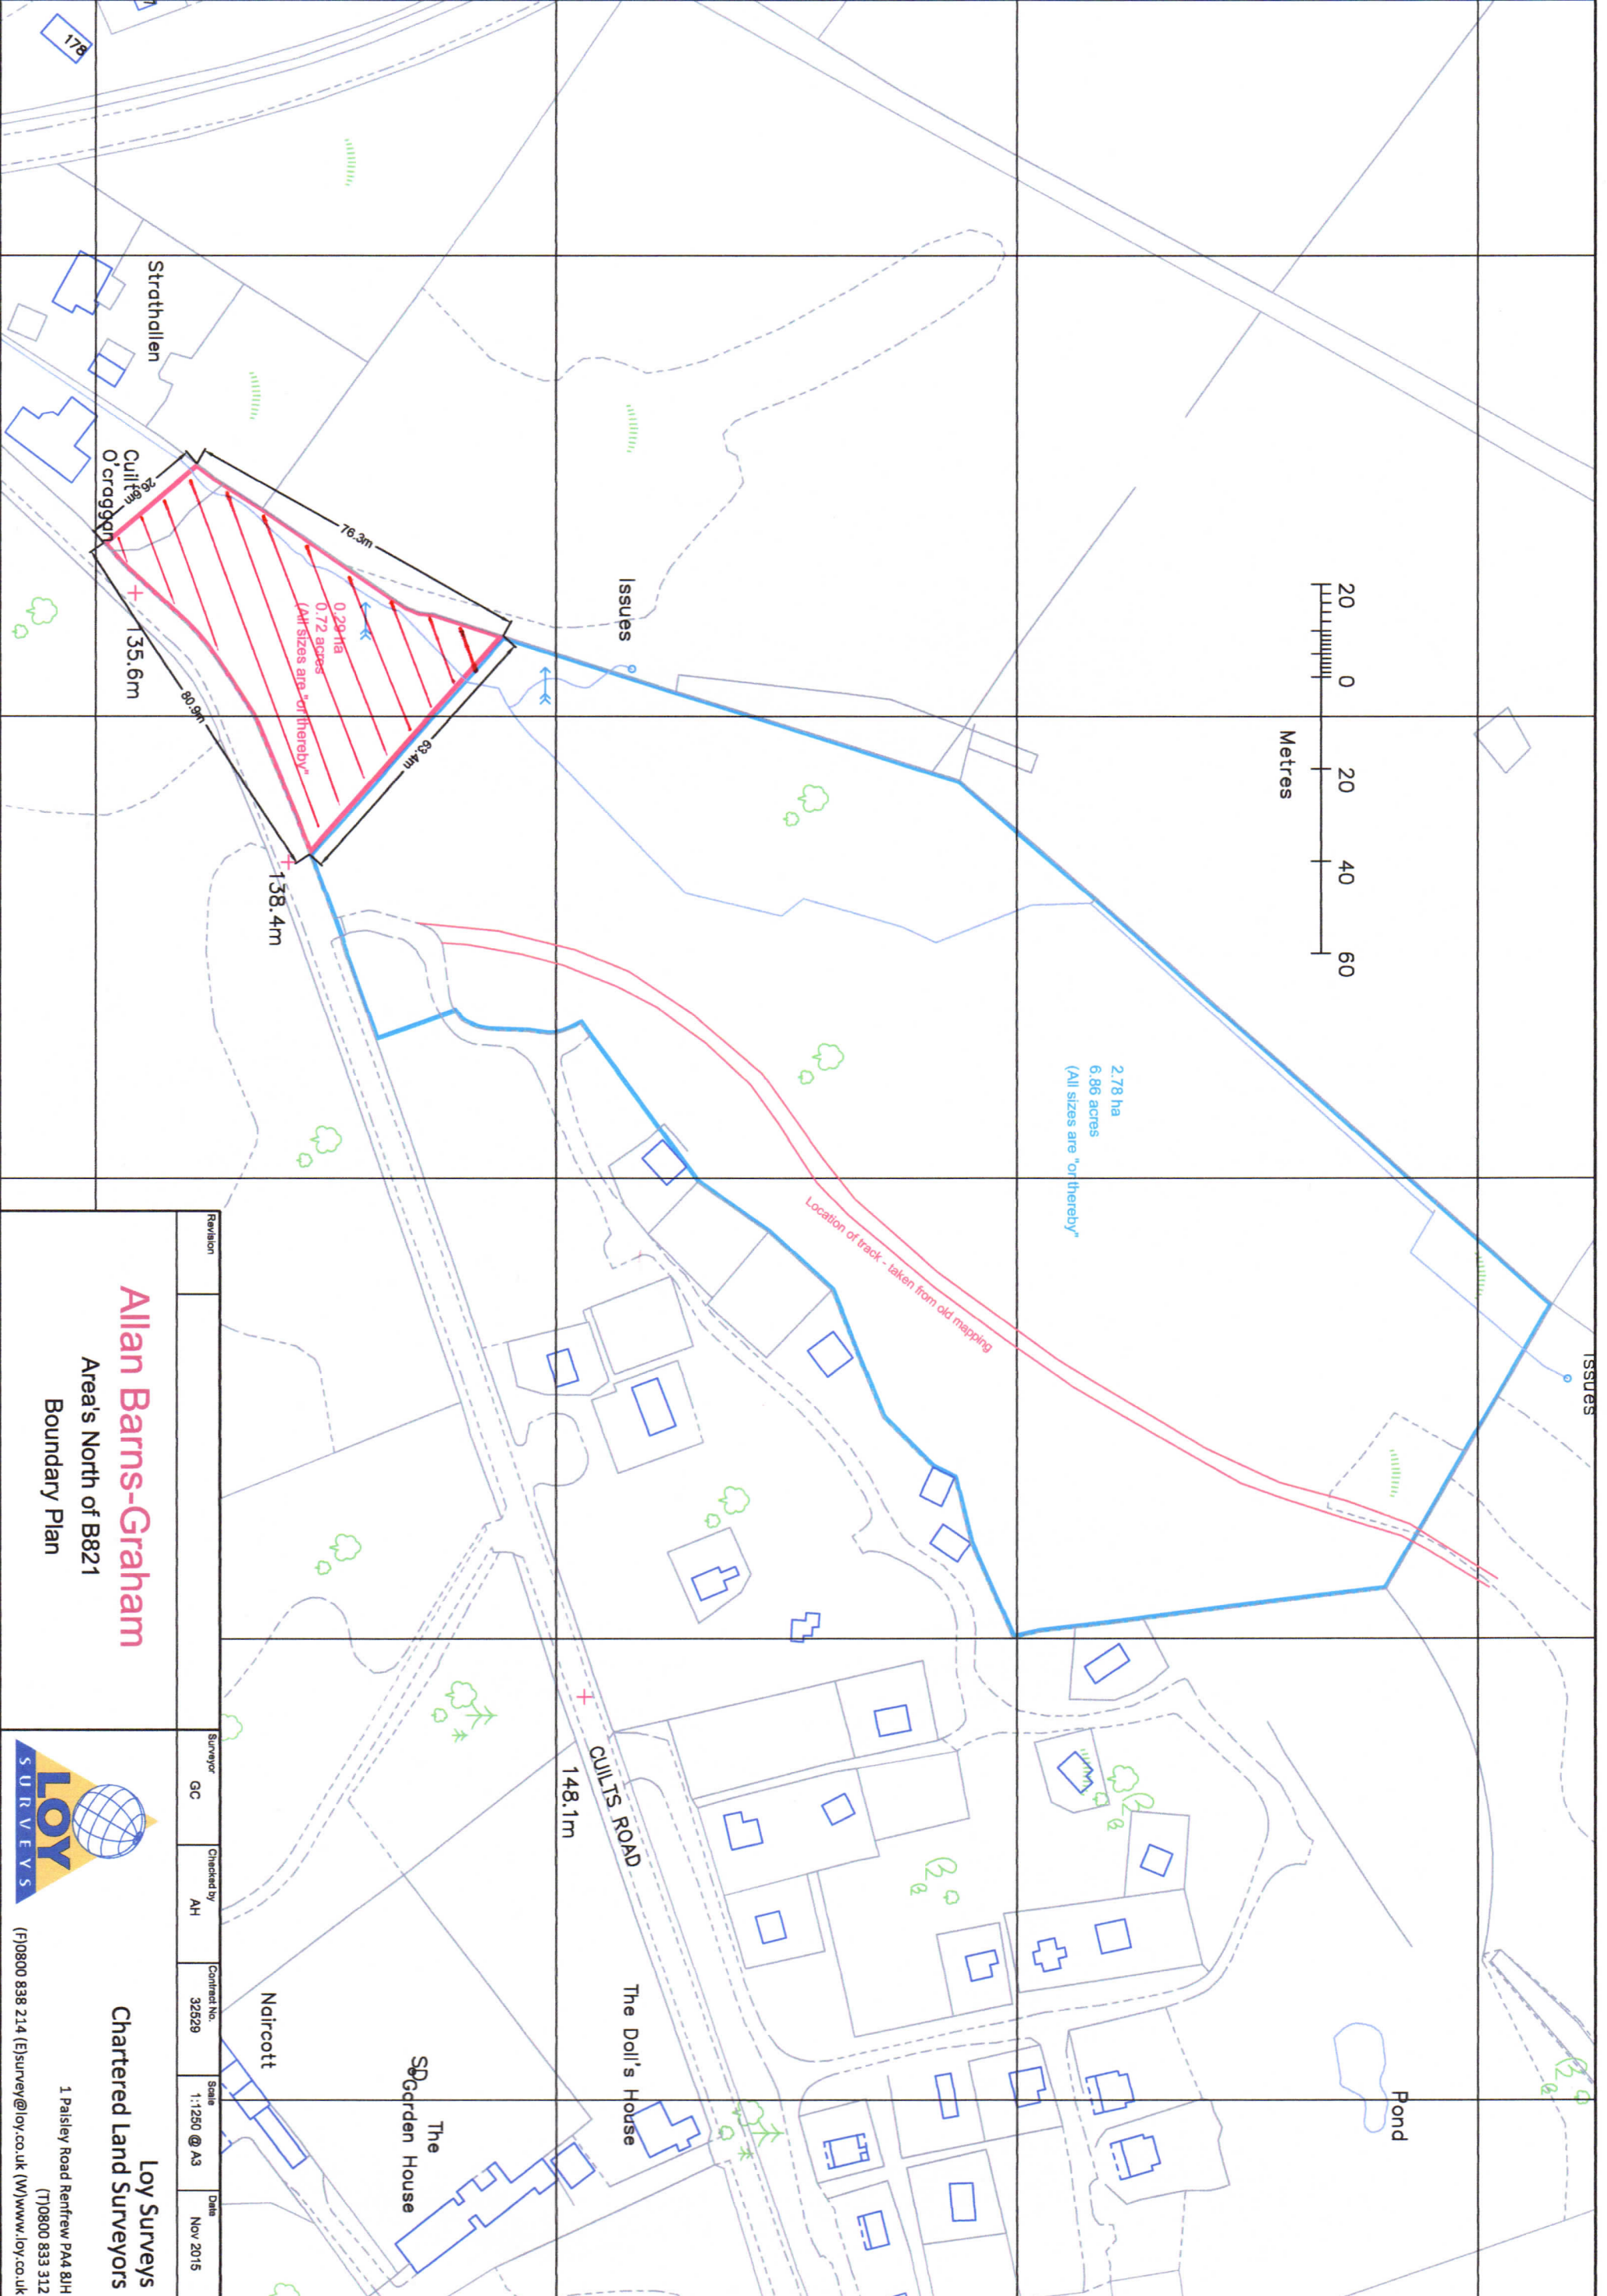 178
Strathallen
Cuilt
O'craggan
26.6m
76.3m
63.4m
80.9m
135.6m
138.4m
0.29 ha
0.72 acres
(All sizes are "or thereby"
Issues
20 0 20 40 60
Metres
2.78 ha
6.86 acres
(All sizes are "or thereby"
Location of track - taken from old mapping
Issues
CUILTS ROAD
148.1m
Pond
The Doll's House
The
Garden House
SD
Naircott
Revision
Allan Barns-Graham
Area's North of B821
Boundary Plan
Surveyor
GC
Checked by
AH
Contract No.
32529
Scale
1:1250 @ A3
Date
Nov 2015
LOY
SURVEYS
Loy Surveys
Chartered Land Surveyors
1 Paisley Road Renfrew PA4 8JH
(T)0800 833 312
(F)0800 838 214 (E)survey@loy.co.uk (W)www.loy.co.uk